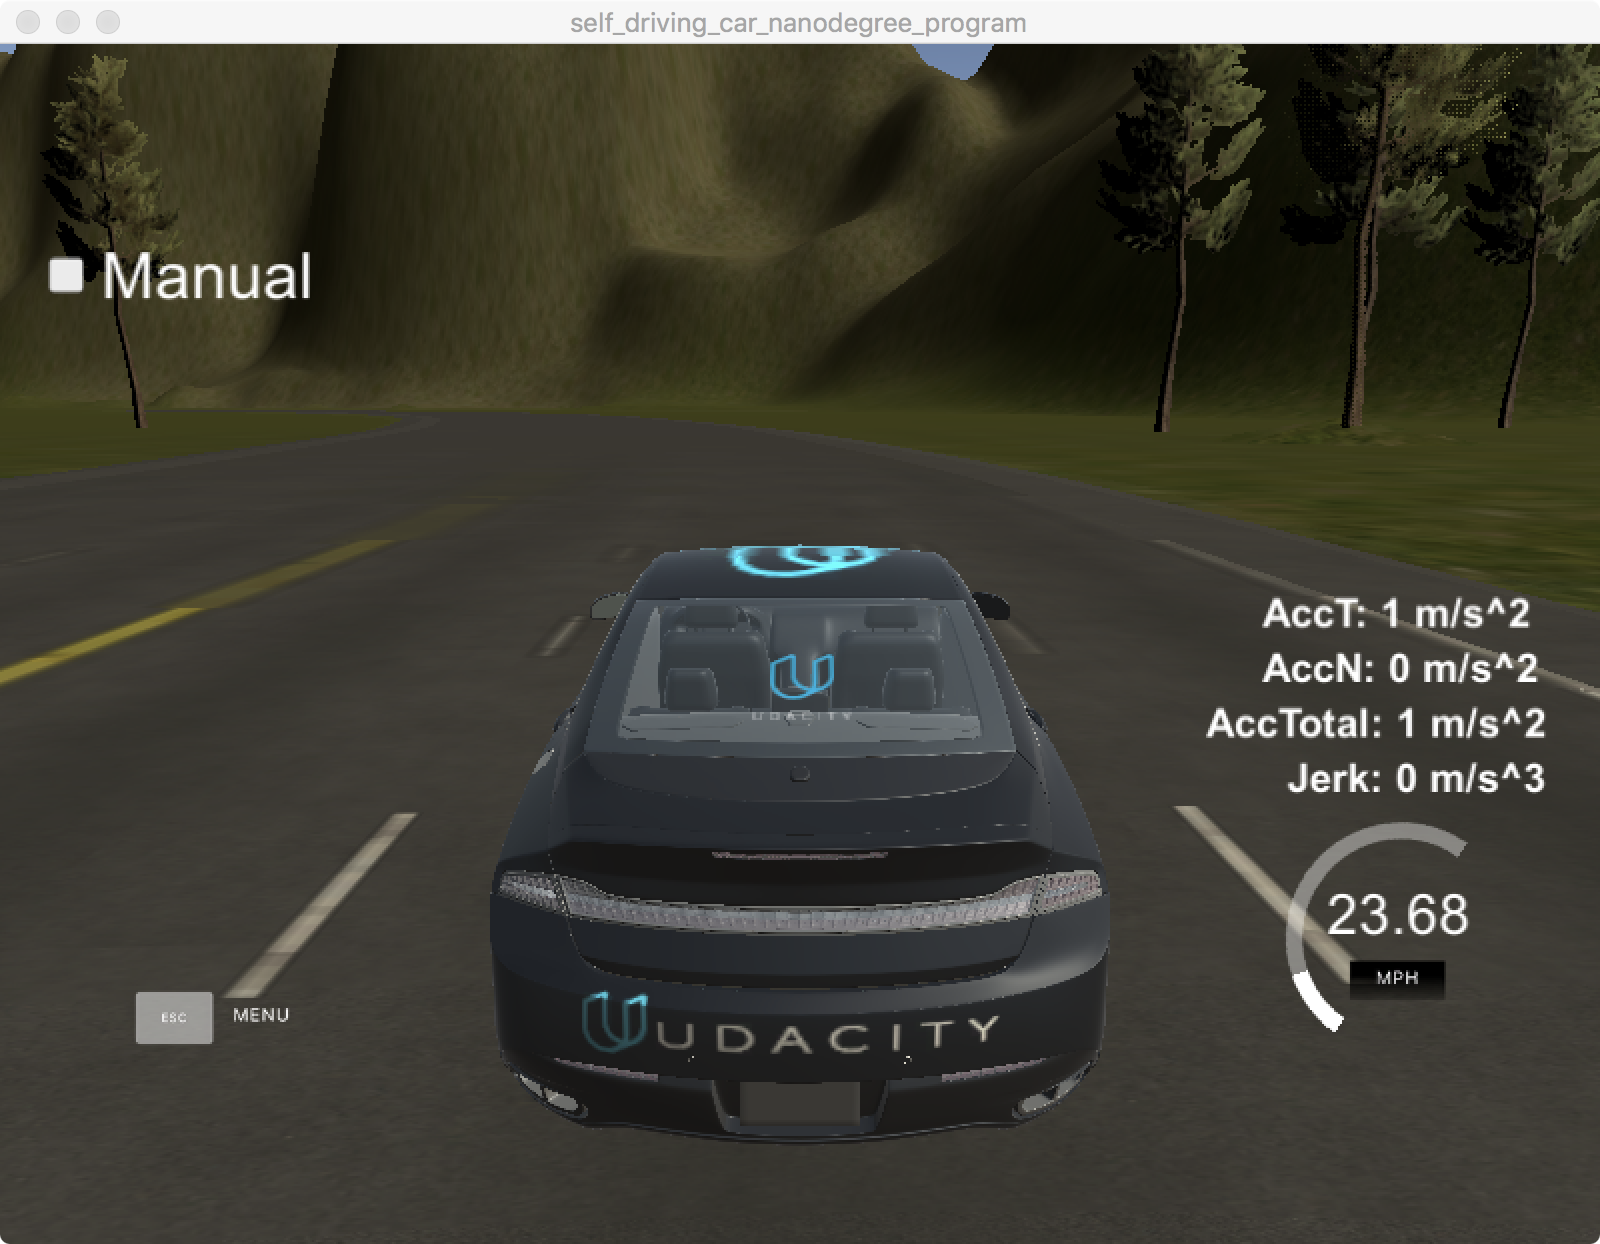 self_driving_car_nanodegree_program
Manual
AccT: 1 m/s^2
AccN: 0 m/s^2
UDACITY
AccTotal: 1 m/s^2
Jerk: 0 m/s^3
23.68
MPH
ESC MENU
UDACITY